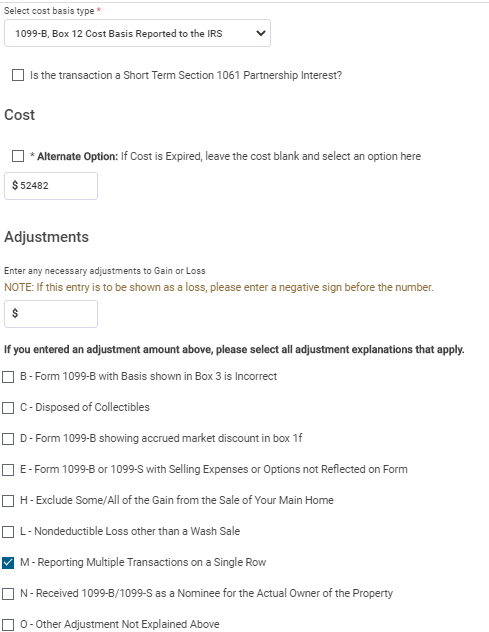 Select cost basis type *
1099-B, Box 12 Cost Basis Reported to the IRS
Is the transaction a Short Term Section 1061 Partnership Interest?
Cost
* Alternate Option: If Cost is Expired, leave the cost blank and select an option here
$ 52482
Adjustments
Enter any necessary adjustments to Gain or Loss
NOTE: If this entry is to be shown as a loss, please enter a negative sign before the number.
$
If you entered an adjustment amount above, please select all adjustment explanations that apply.
B - Form 1099-B with Basis shown in Box 3 is Incorrect
C - Disposed of Collectibles
D - Form 1099-B showing accrued market discount in box 1f
E - Form 1099-B or 1099-S with Selling Expenses or Options not Reflected on Form
H - Exclude Some/All of the Gain from the Sale of Your Main Home
L - Nondeductible Loss other than a Wash Sale
M - Reporting Multiple Transactions on a Single Row
N - Received 1099-B/1099-S as a Nominee for the Actual Owner of the Property
O - Other Adjustment Not Explained Above